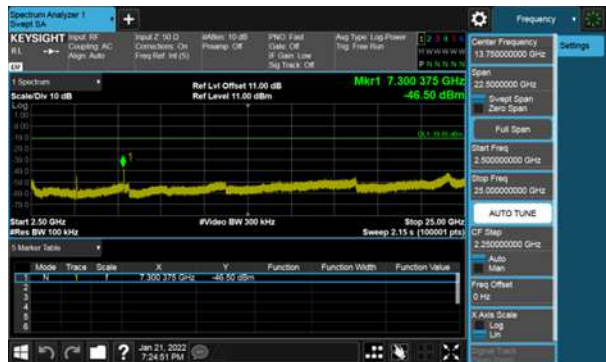 Spectrum Analyzer 1
Swept SA
+
Frequency
KEYSIGHT
Input: RF
Coupling: AC
Align: Auto
Input Z: 50 Ω
Corrections: On
Freq Ref: Int (S)
#Atten: 10 dB
Preamp: Off
PNO: Fast
Gate: Off
IF Gain: Low
Sig Track: Off
Avg Type: Log-Power
Trig: Free Run
RL
1 Spectrum
Scale/Div 10 dB
Ref Lvl Offset 11.00 dB
Ref Level 11.00 dBm
Mkr1 7.300 375 GHz
-46.50 dBm
Log
1
Start 2.50 GHz
#Res BW 100 kHz
#Video BW 300 kHz
Stop 25.00 GHz
Sweep 2.15 s (100001 pts)
5 Marker Table
Mode Trace Scale X Y Function Function Width Function Value
1 N 1 f 7.300 375 GHz -46.50 dBm
2
3
4
5
6
Jan 21, 2022
7:24:51 PM
Center Frequency
13.750000000 GHz
Settings
Span
22.5000000 GHz
Swept Span
Zero Span
Full Span
Start Freq
2.500000000 GHz
Stop Freq
25.000000000 GHz
AUTO TUNE
CF Step
2.250000000 GHz
Auto
Man
Freq Offset
0 Hz
X Axis Scale
Log
Lin
Signal Track